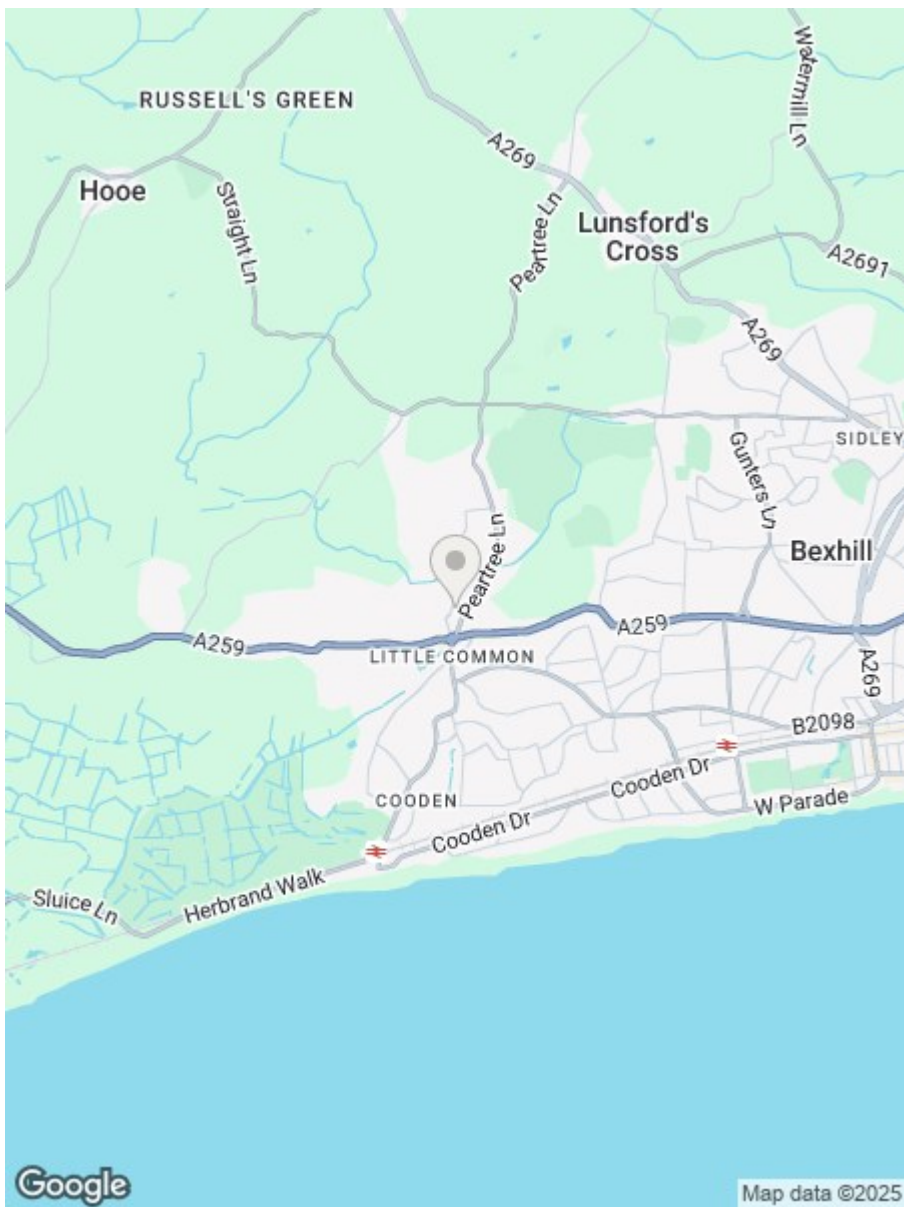 RUSSELL'S GREEN
Hooe
Straight Ln
A269
Watermill Ln
Peartree Ln
Lunsford's
Cross
A2691
A269
SIDLEY
Gunters Ln
Bexhill
Peartree Ln
A259
A259
LITTLE COMMON
A269
B2098
Cooden Dr
W Parade
COODEN
Cooden Dr
Herbrand Walk
Sluice Ln
Google
Map data ©2025